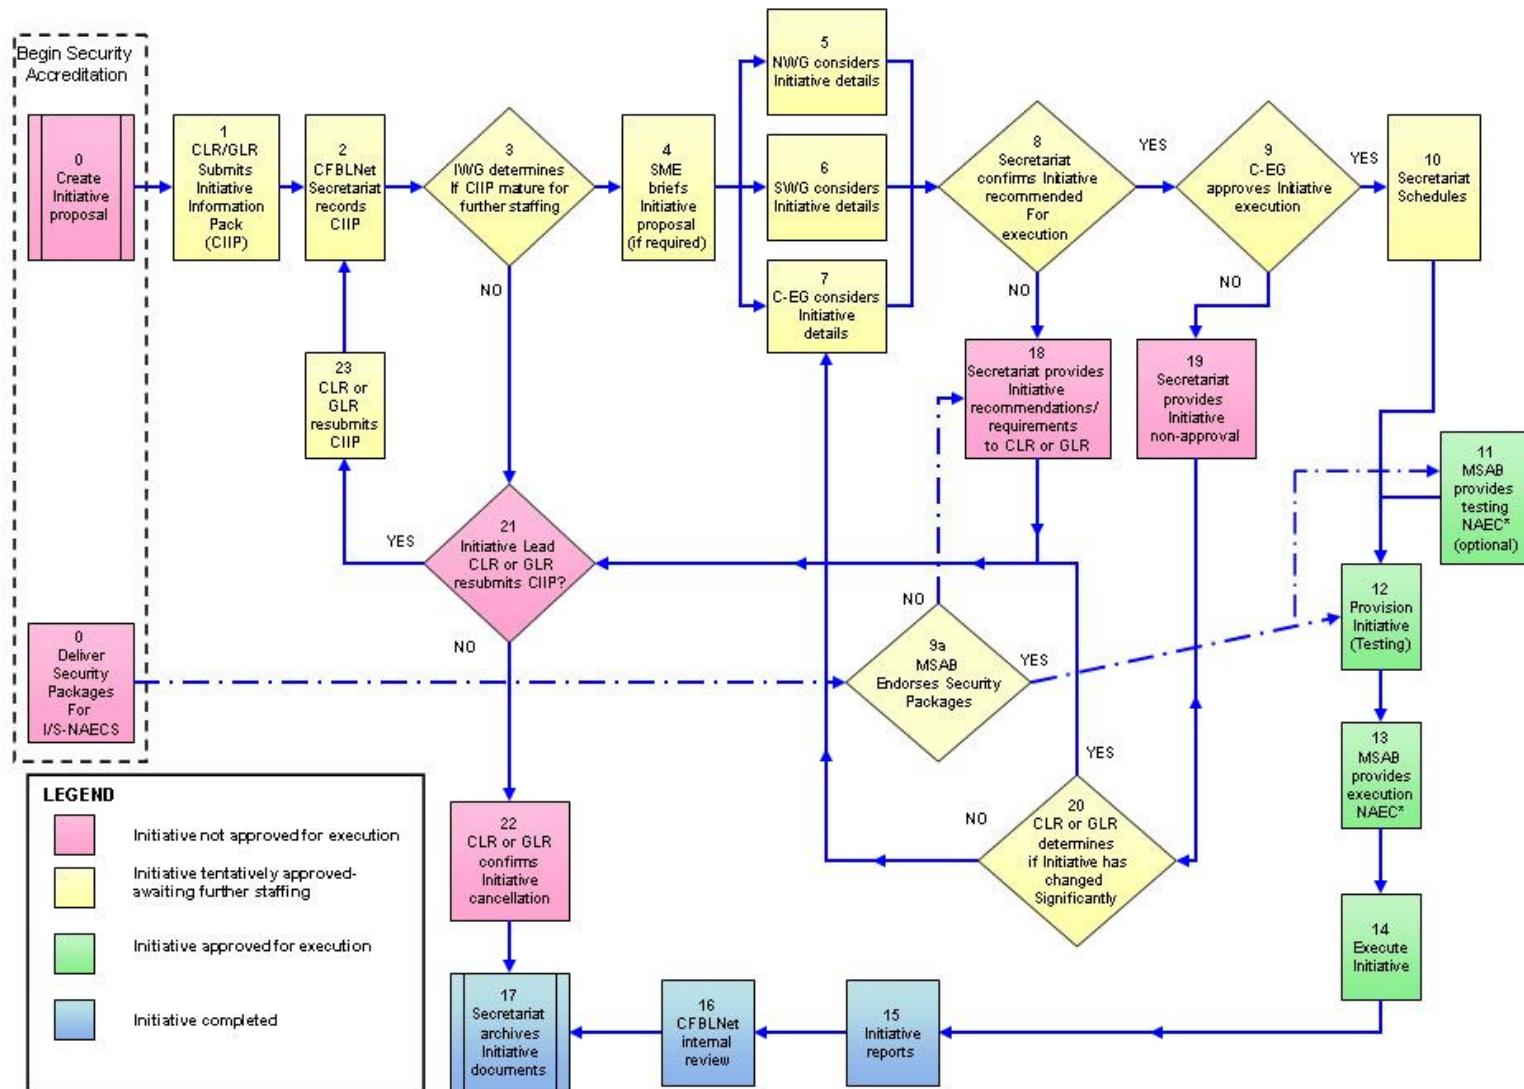 Begin Security
Accreditation
0
Create
Initiative
proposal
1
CLR/GLR
Submits
Initiative
Information
Pack
(CIIP)
2
CFBLNet
Secretariat
records
CIIP
3
IWG determines
If CIIP mature for
further staffing
NO
4
SME
briefs
Initiative
proposal
(if required)
5
NWG considers
Initiative details
6
SWG considers
Initiative details
7
C-EG considers
Initiative
details
8
Secretariat
confirms Initiative
recommended
For
execution
YES
NO
9
C-EG
approves Initiative
execution
YES
NO
10
Secretariat
Schedules
23
CLR or
GLR
resubmits
CIIP
18
Secretariat provides
Initiative
recommendations/
requirements
to CLR or GLR
19
Secretariat
provides
Initiative
non-approval
11
MSAB
provides
testing
NAEC*
(optional)
21
Initiative Lead
CLR or GLR
resubmits CIIP?
YES
NO
12
Provision
Initiative
(Testing)
0
Deliver
Security
Packages
For
I/S-NAECS
NO
9a
MSAB
Endorses Security
Packages
YES
13
MSAB
provides
execution
NAEC*
YES
NO
20
CLR or GLR
determines
if Initiative has
changed
Significantly
22
CLR or GLR
confirms
Initiative
cancellation
14
Execute
Initiative
17
Secretariat
archives
Initiative
documents
16
CFBLNet
internal
review
15
Initiative
reports
LEGEND
Initiative not approved for execution
Initiative tentatively approved-
awaiting further staffing
Initiative approved for execution
Initiative completed